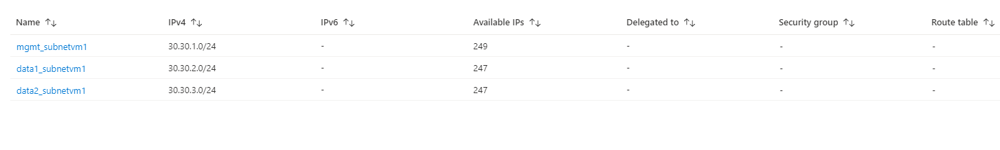 Name ↑↓ IPv4 ↑↓ IPv6 ↑↓ Available IPs ↑↓ Delegated to ↑↓ Security group ↑↓ Route table ↑↓
mgmt_subnetvm1 30.30.1.0/24 - 249 - - -
data1_subnetvm1 30.30.2.0/24 - 247 - - -
data2_subnetvm1 30.30.3.0/24 - 247 - - -